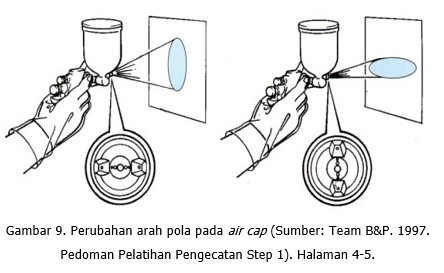 Gambar 9. Perubahan arah pola pada air cap (Sumber: Team B&P. 1997.
Pedoman Pelatihan Pengecatan Step 1). Halaman 4-5.